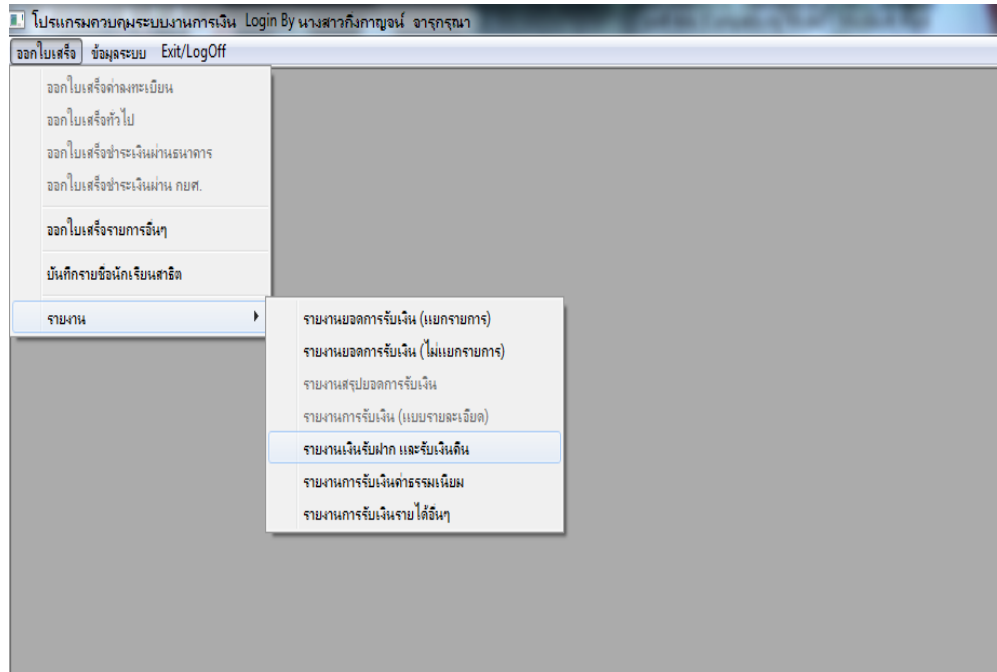 โปรแกรมควบคุมระบบงานการเงิน Login By นางสาวกิ่งกาญจน์ จารุกรุณา
ออกใบเสร็จ ข้อมูลระบบ Exit/LogOff
ออกใบเสร็จค่าลงทะเบียน
ออกใบเสร็จทั่วไป
ออกใบเสร็จชำระเงินผ่านธนาคาร
ออกใบเสร็จชำระเงินผ่าน กยศ.
ออกใบเสร็จรายการอื่นๆ
บันทึกรายชื่อนักเรียนสาธิต
รายงาน
รายงานยอดการรับเงิน (แยกรายการ)
รายงานยอดการรับเงิน (ไม่แยกรายการ)
รายงานสรุปยอดการรับเงิน
รายงานการรับเงิน (แบบรายละเอียด)
รายงานเงินรับฝาก และรับเงินคืน
รายงานการรับเงินค่าธรรมเนียม
รายงานการรับเงินรายได้อื่นๆ